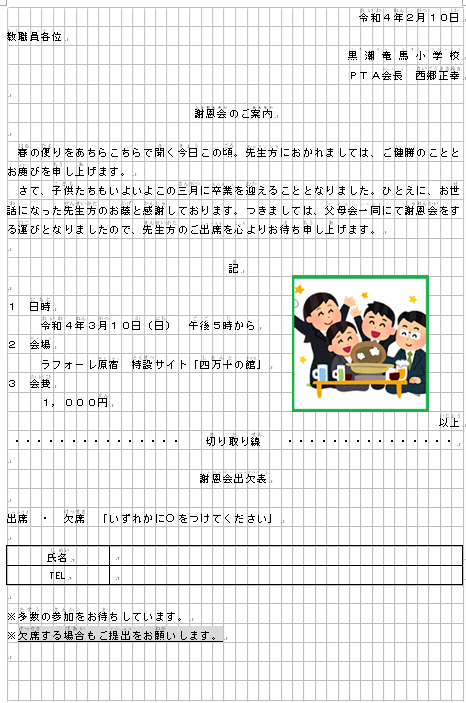 令和４年２月１０日
教職員各位
黒潮竜馬小学校
ＰＴＡ会長　西郷正幸
謝恩会のご案内
春の便りをあちらこちらで聞く今日この頃。先生方におかれましては、ご健勝のことと
お慶びを申し上げます。
さて、子供たちもいよいよこの三月に卒業を迎えることとなりました。ひとえに、お世
話になった先生方のお蔭と感謝しております。つきましては、父母会一同にて謝恩会をす
る運びとなりましたので、先生方のご出席を心よりお待ち申し上げます。
記
１　日時
令和４年３月１０日（日）　午後５時から
２　会場
ラフォーレ原宿　特設サイト「四万十の館」
３　会費
１，０００円
以上
・・・・・・・・・・・・・・・　切り取り線　・・・・・・・・・・・・・・・
謝恩会出欠表
出席　・　欠席　「いずれかに〇をつけてください」
氏名
TEL
※多数の参加をお待ちしています。
※欠席する場合もご提出をお願いします。